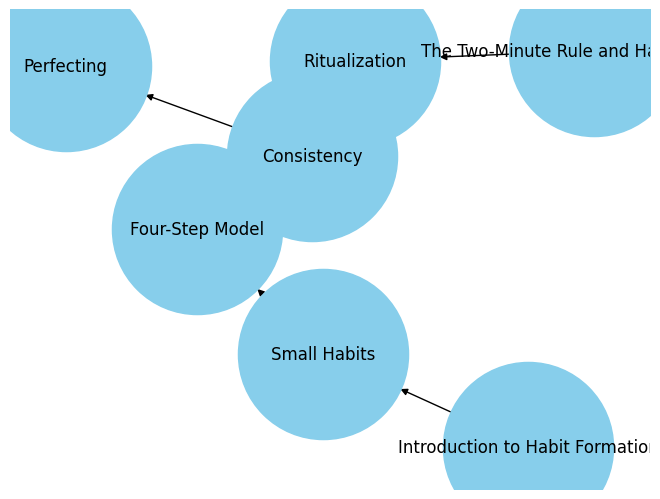 Perfecting
Ritualization
The Two-Minute Rule and Ha
Consistency
Four-Step Model
Small Habits
Introduction to Habit Formation